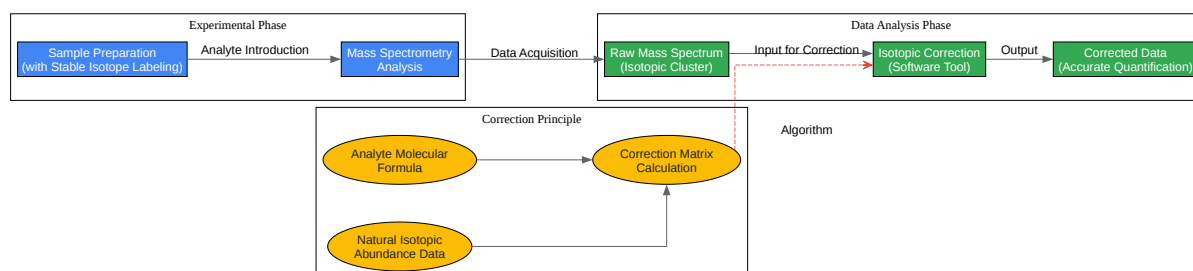 Experimental Phase
Sample Preparation
(with Stable Isotope Labeling)
Analyte Introduction
Mass Spectrometry
Analysis
Data Acquisition
Data Analysis Phase
Raw Mass Spectrum
(Isotopic Cluster)
Input for Correction
Isotopic Correction
(Software Tool)
Output
Corrected Data
(Accurate Quantification)
Correction Principle
Analyte Molecular
Formula
Correction Matrix
Calculation
Algorithm
Natural Isotopic
Abundance Data